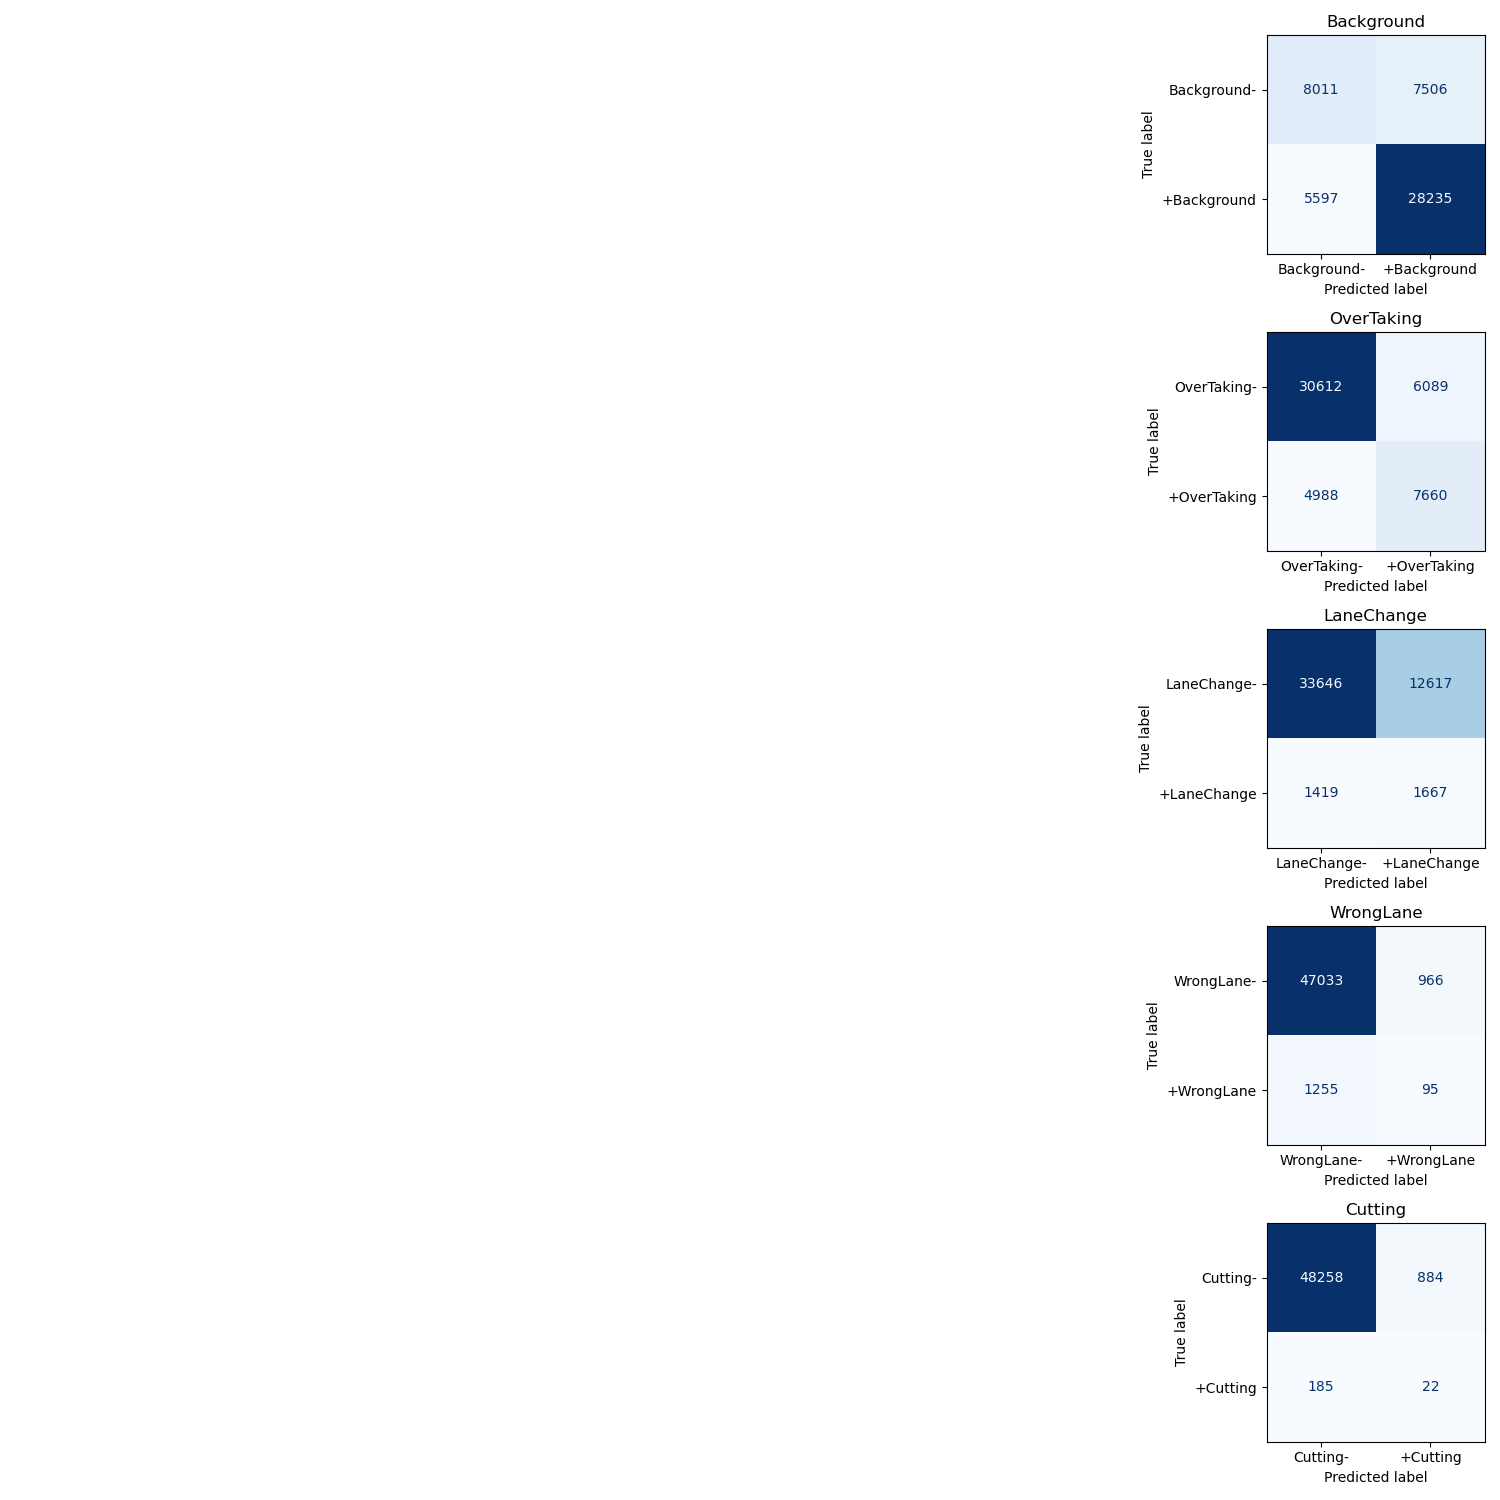 Background
Background-
8011
7506
True label
+Background
5597
28235
Background-
+Background
Predicted label
OverTaking
OverTaking-
30612
6089
True label
+OverTaking
4988
7660
OverTaking-
+OverTaking
Predicted label
LaneChange
LaneChange-
33646
12617
True label
+LaneChange
1419
1667
LaneChange-
+LaneChange
Predicted label
WrongLane
WrongLane-
47033
966
True label
+WrongLane
1255
95
WrongLane-
+WrongLane
Predicted label
Cutting
Cutting-
48258
884
True label
+Cutting
185
22
Cutting-
+Cutting
Predicted label